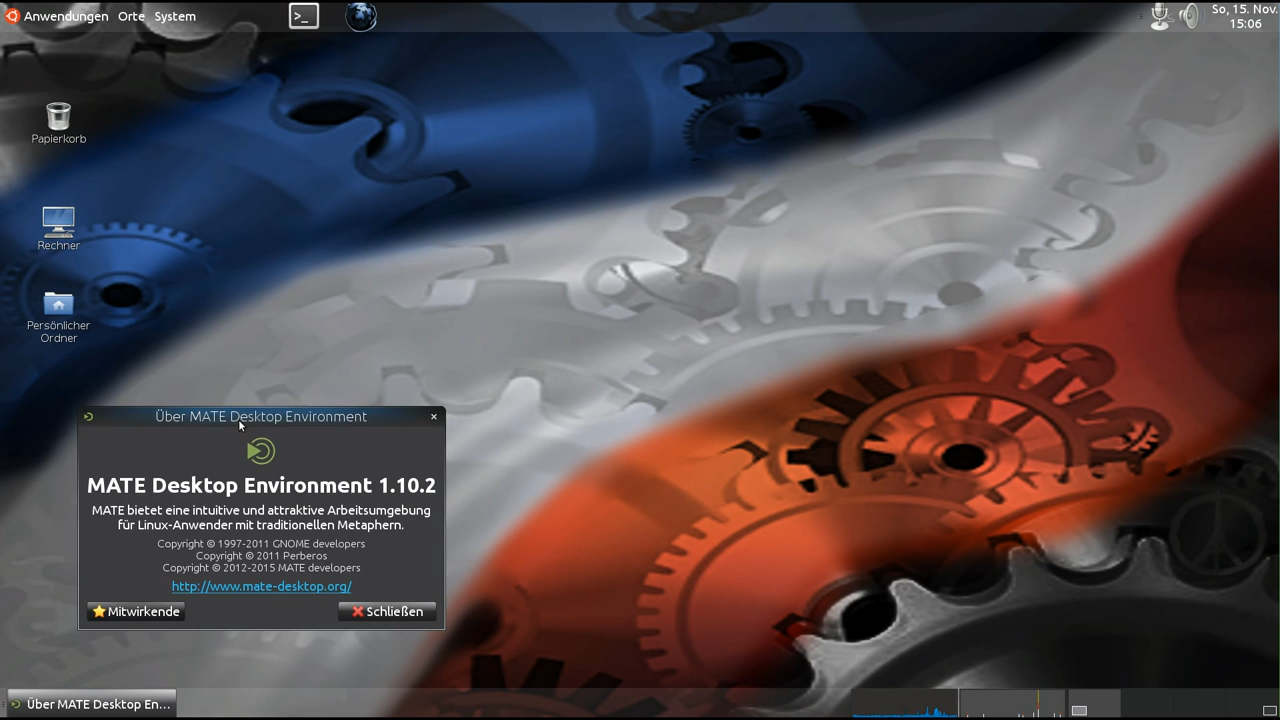 Anwendungen Orte System
>_
So, 15. Nov.
15:06
Papierkorb
Rechner
Persönlicher
Ordner
Über MATE Desktop Environment
MATE Desktop Environment 1.10.2
MATE bietet eine intuitive und attraktive Arbeitsumgebung
für Linux-Anwender mit traditionellen Metaphern.
Copyright © 1997-2011 GNOME developers
Copyright © 2011 Perberos
Copyright © 2012-2015 MATE developers
http://www.mate-desktop.org/
Mitwirkende
Schließen
Über MATE Desktop En...